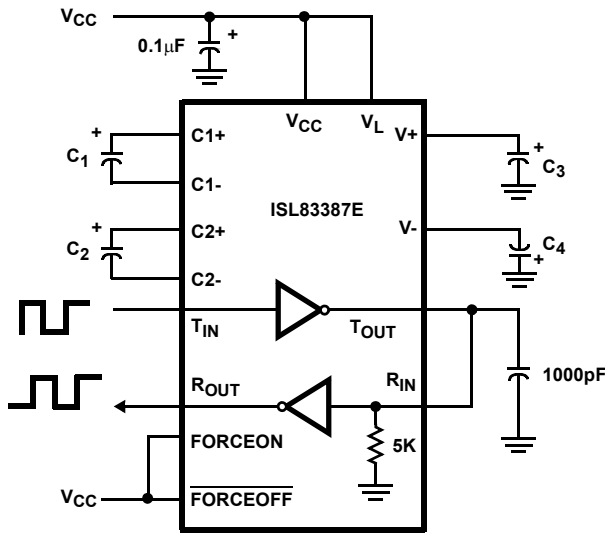 VCC
0.1μF
+
VCC
VL
+
C1
C1+
C1-
V+
+
C3
ISL83387E
+
C2
C2+
C2-
V-
C4
+
TIN
TOUT
ROUT
RIN
1000pF
FORCEON
5K
VCC
FORCEOFF